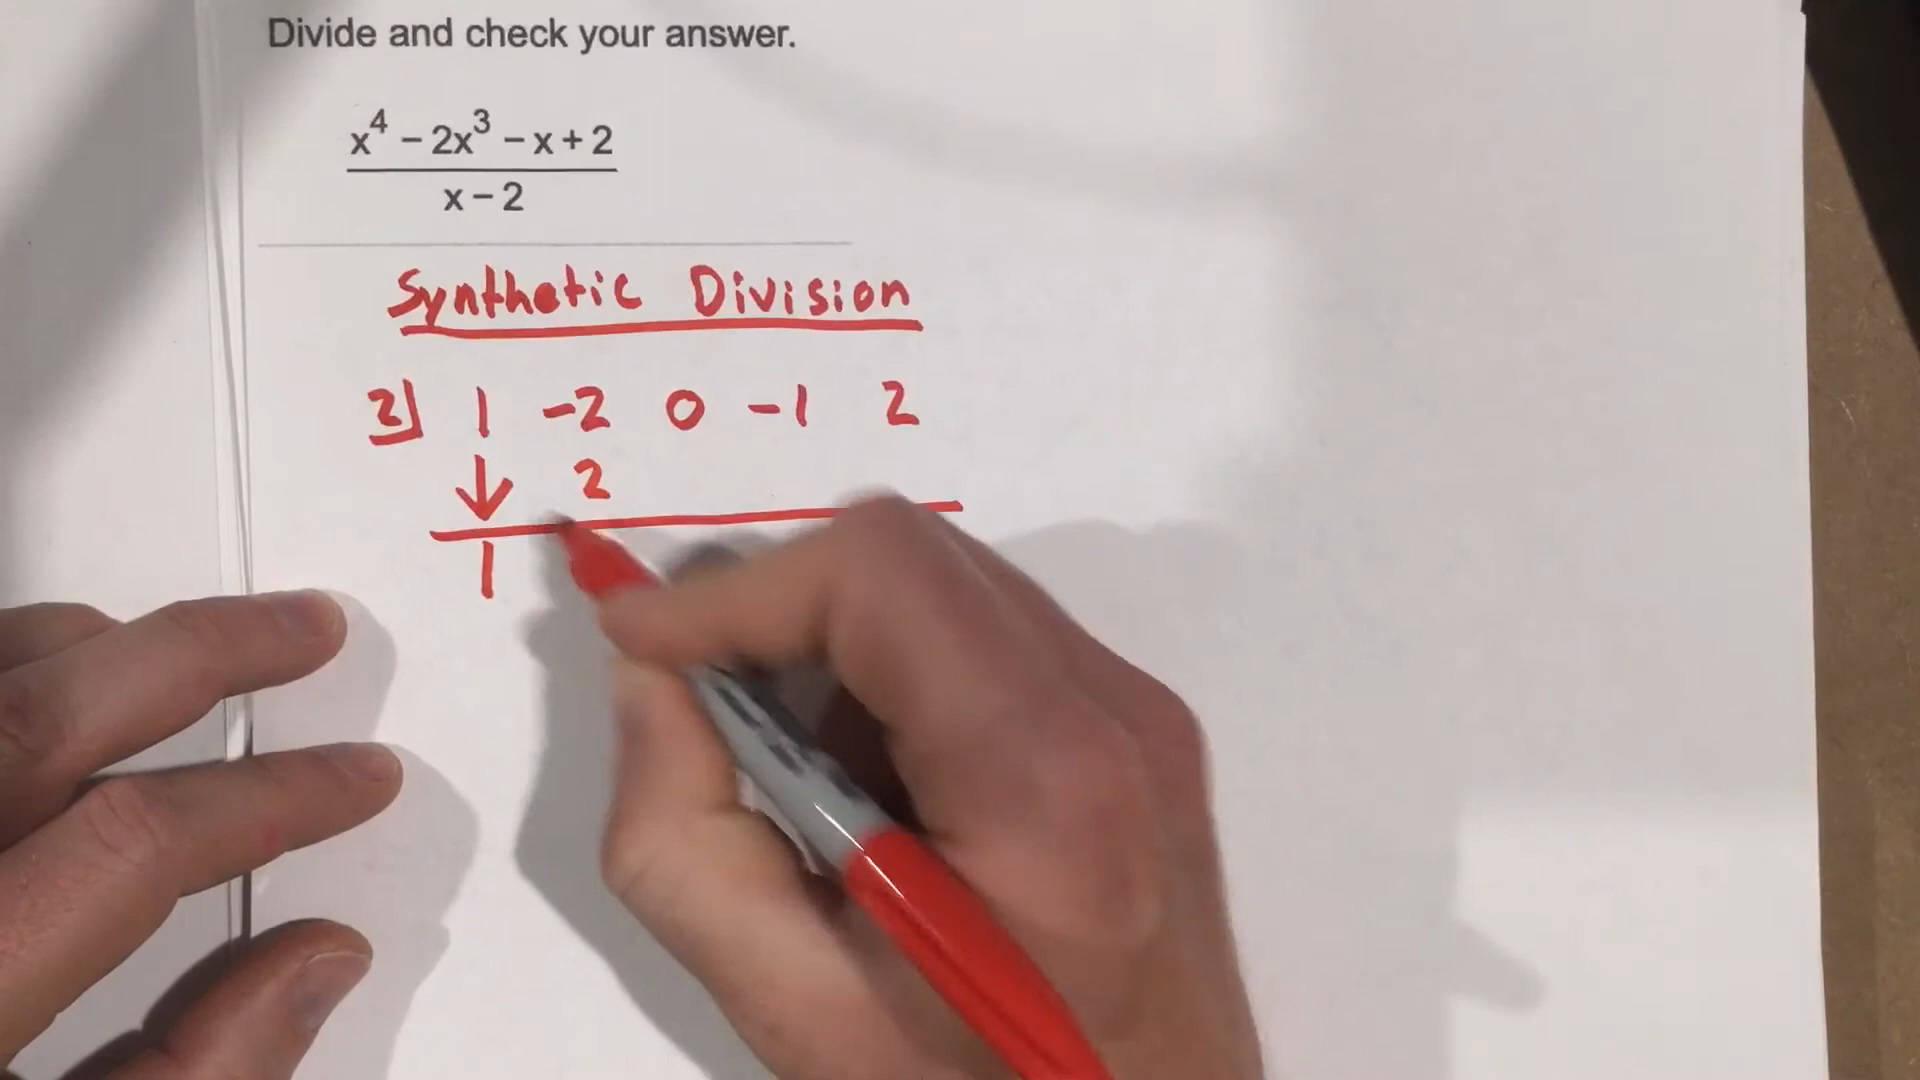 Divide and check your answer.
x⁴ − 2x³ − x + 2
x − 2
Synthetic Division
2 1 -2 0 -1 2
2
1